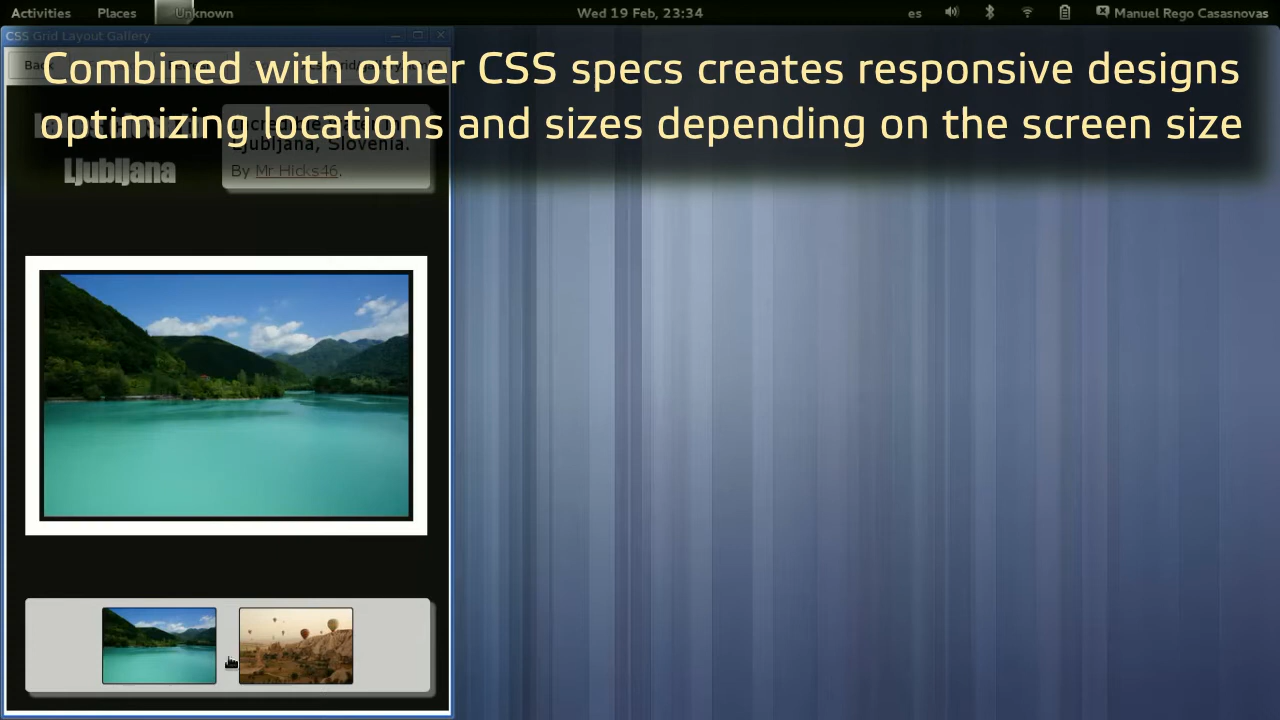 Activities Places Unknown Wed 19 Feb, 23:34 es Manuel Rego Casasnovas
CSS Grid Layout Gallery
Combined with other CSS specs creates responsive designs
optimizing locations and sizes depending on the screen size
Ljubljana
Ljubljana, Slovenia.
By Mr Hicks46.